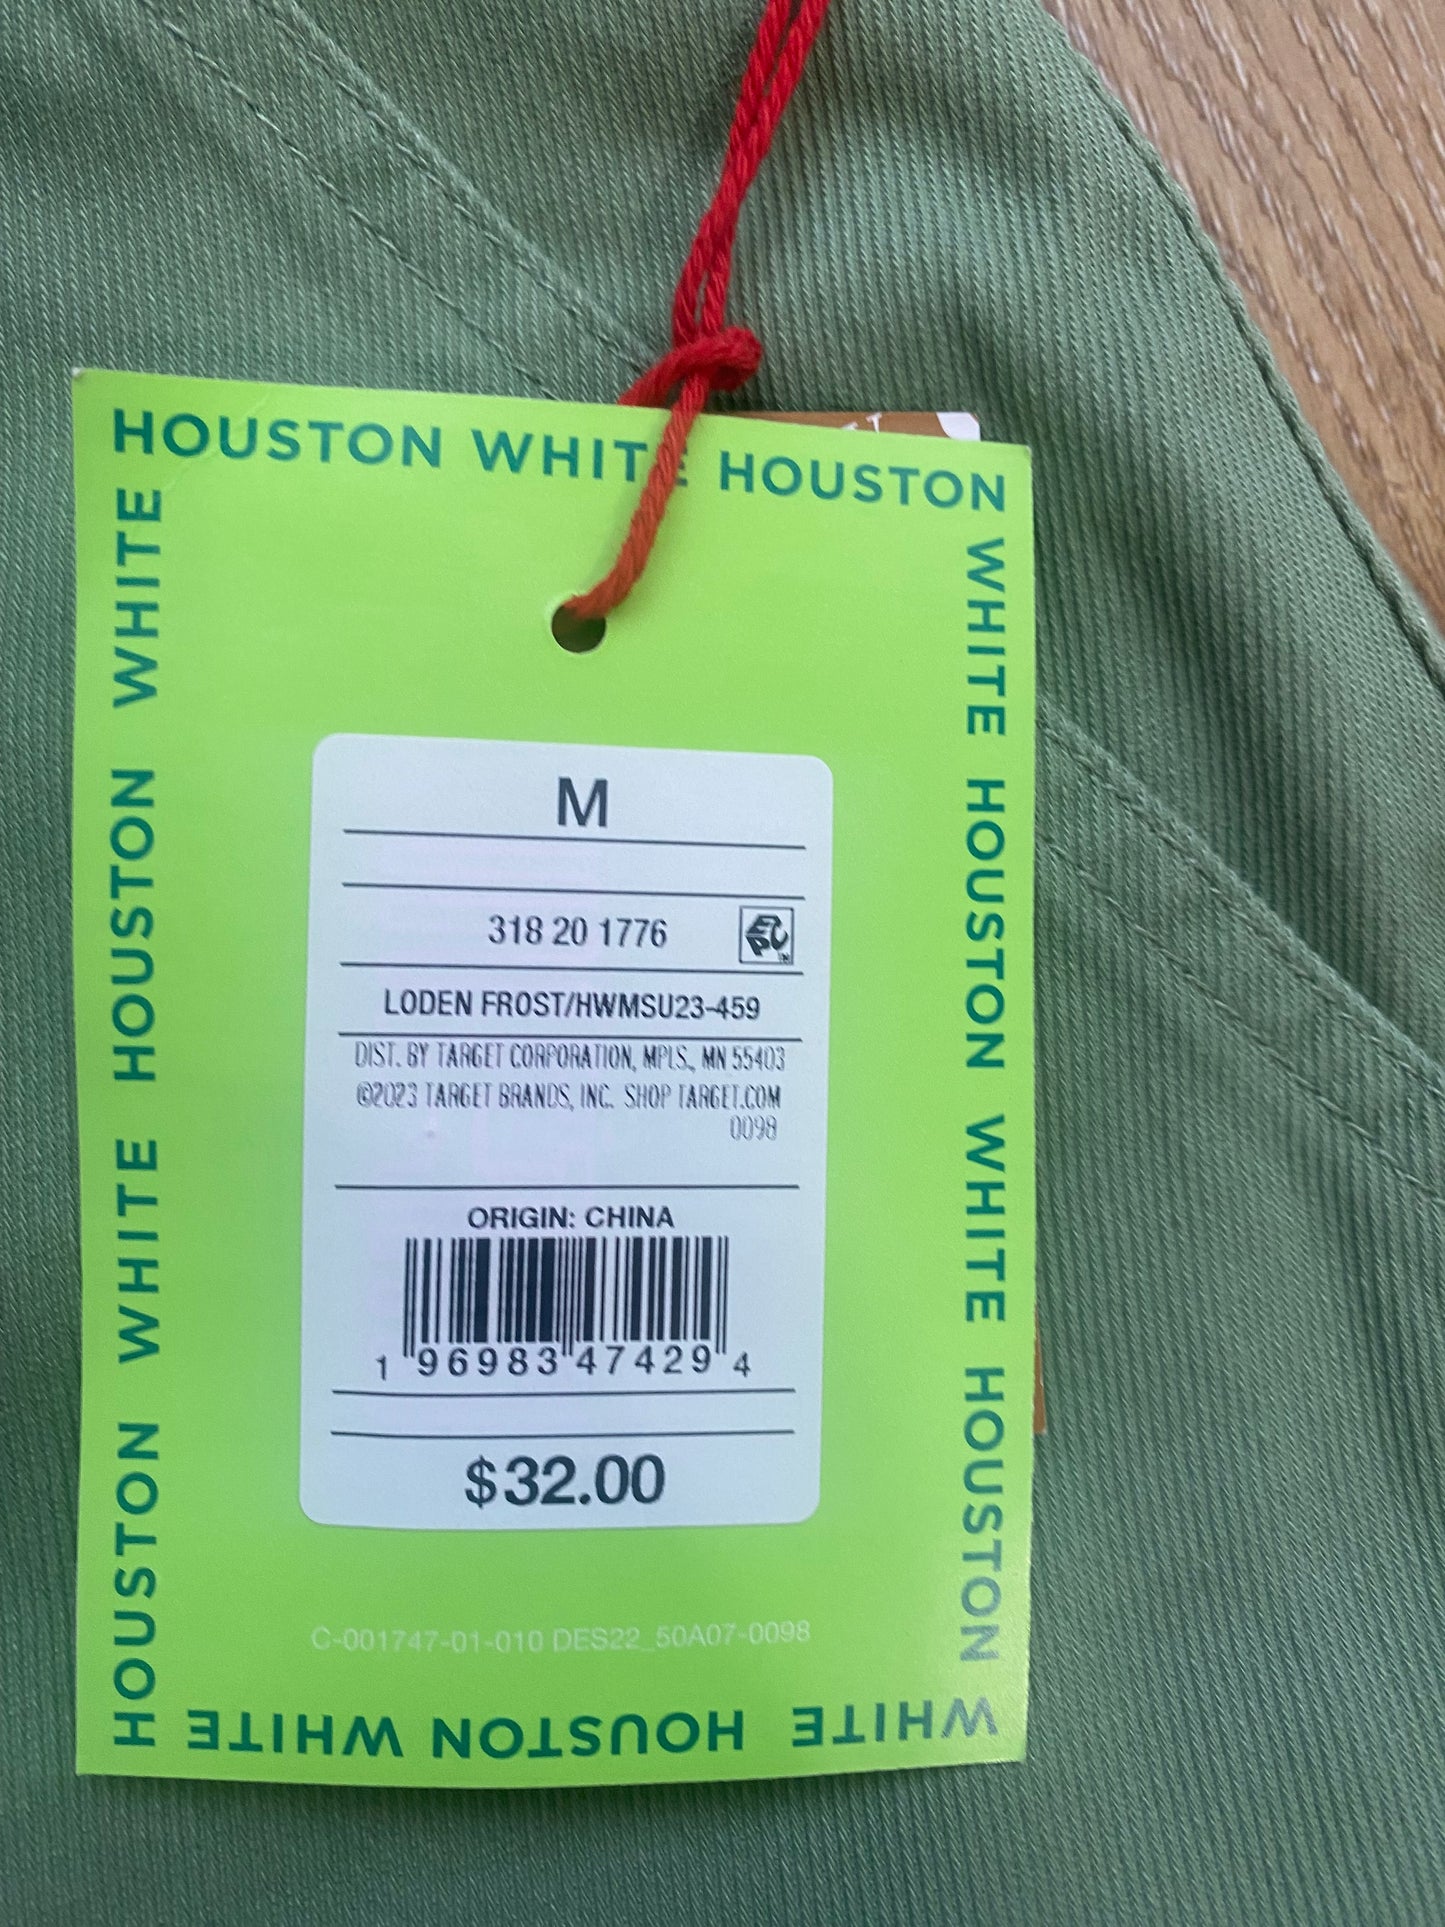 HOUSTON WHITE HOUSTON
WHITE HOUSTON WHITE HOUSTON
WHITE HOUSTON WHITE
HOUSTON WHITE HOUSTON WHITE
M
318 20 1776
EPC
LODEN FROST/HWMSU23-459
DIST. BY TARGET CORPORATION, MPLS., MN 55403
©2023 TARGET BRANDS, INC. SHOP TARGET.COM
0098
ORIGIN: CHINA
1 96983 47429 4
$32.00
C-001747-01-010 DES22_50A07-0098